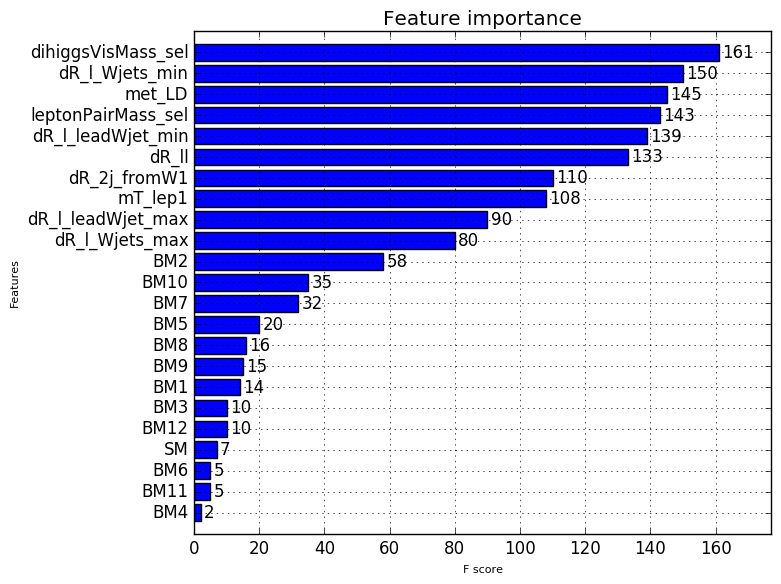 Feature importance
dihiggsVisMass_sel 161
dR_l_Wjets_min 150
met_LD 145
leptonPairMass_sel 143
dR_l_leadWjet_min 139
dR_ll 133
dR_2j_fromW1 110
mT_lep1 108
dR_l_leadWjet_max 90
dR_l_Wjets_max 80
BM2 58
BM10 35
BM7 32
BM5 20
BM8 16
BM9 15
BM1 14
BM3 10
BM12 10
SM 7
BM6 5
BM11 5
BM4 2
0 20 40 60 80 100 120 140 160
F score
Features